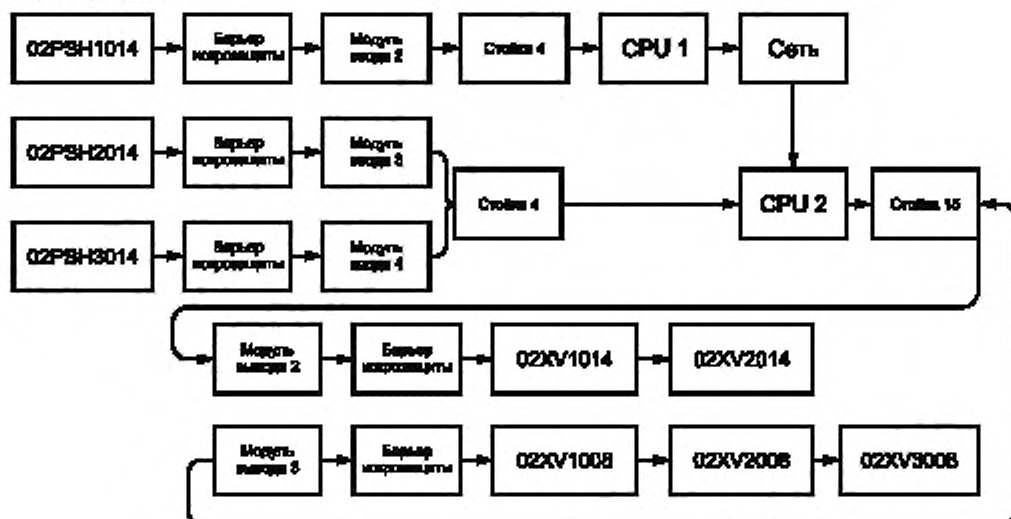 02PSH1014
Барьер
искрозащиты
Модуль
ввода 2
Стойка 4
CPU 1
Сеть
02PSH2014
Барьер
искрозащиты
Модуль
ввода 3
02PSH3014
Барьер
искрозащиты
Модуль
ввода 4
Стойка 4
CPU 2
Стойка 15
Модуль
вывода 2
Барьер
искрозащиты
02XV1014
02XV2014
Модуль
вывода
Барьер
искрозащиты
02XV1008
02XV2008
02XV3008